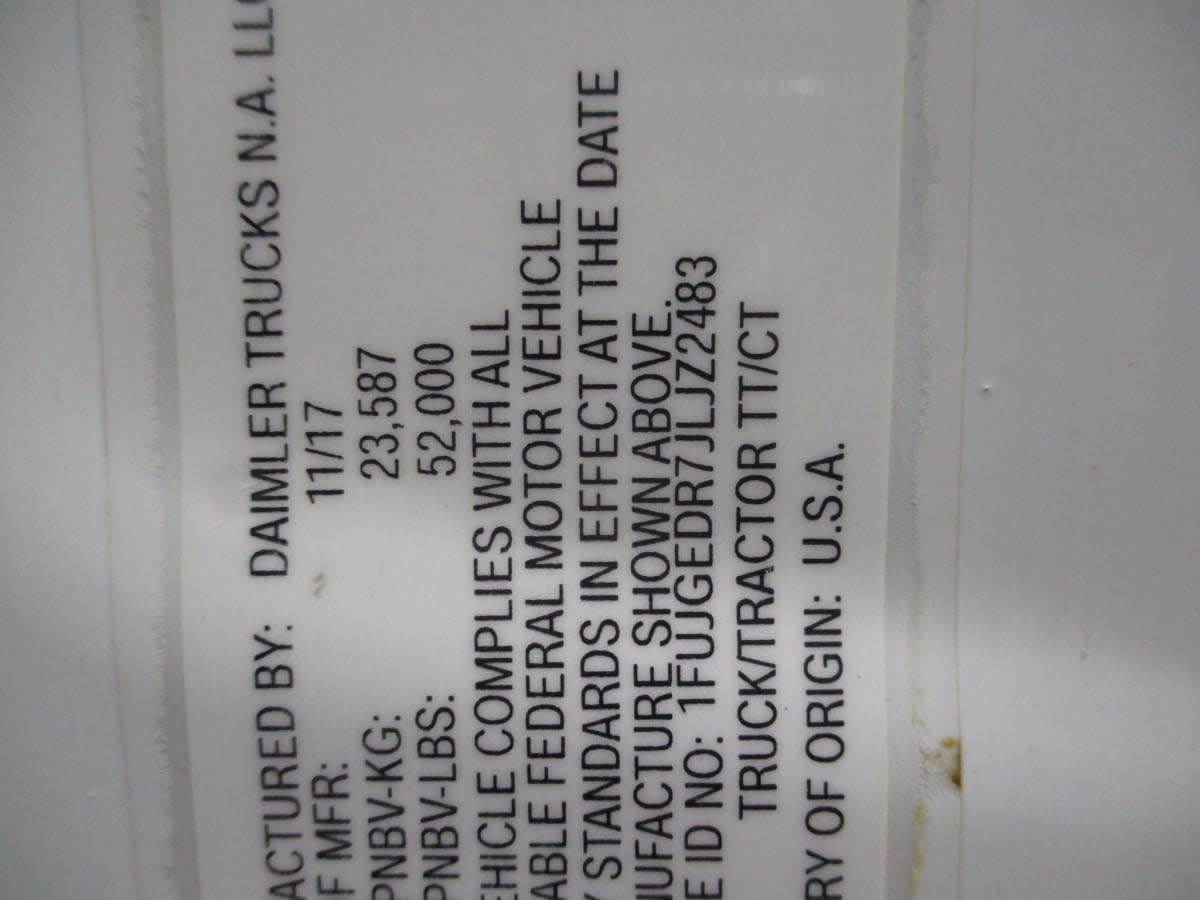 ACTURED BY: DAIMLER TRUCKS N.A. LLC
F MFR: 11/17
PNBV-KG: 23,587
PNBV-LBS: 52,000
EHICLE COMPLIES WITH ALL
ABLE FEDERAL MOTOR VEHICLE
Y STANDARDS IN EFFECT AT THE DATE
NUFACTURE SHOWN ABOVE.
E ID NO: 1FUJGEDR7JLJZ2483
TRUCK/TRACTOR TT/CT
RY OF ORIGIN: U.S.A.